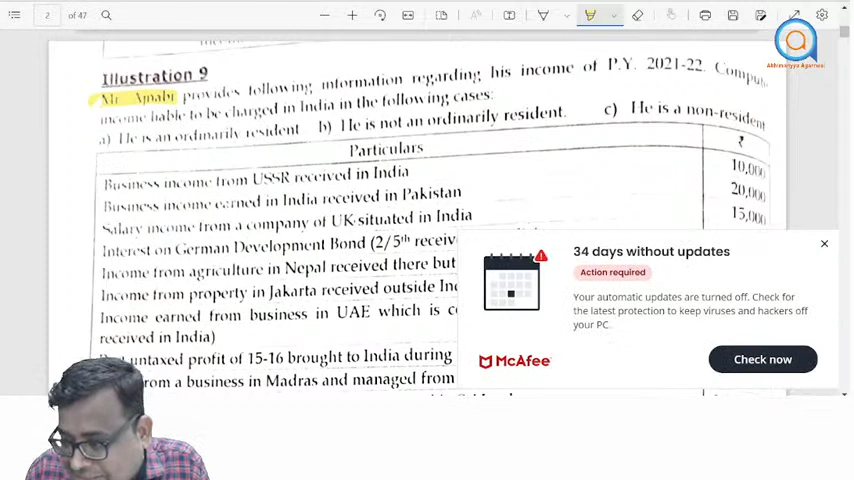 2 of 47
Abhimanyyu Agarrwal
Illustration 9
Mr. Ajnabi provides following information regarding his income of P.Y. 2021-22. Compute
income liable to be charged in India in the following cases:
a) He is an ordinarily resident b) He is not an ordinarily resident. c) He is a non-resident
Particulars ₹
Business income from USSR received in India 10,000
Business income earned in India received in Pakistan 20,000
Salary income from a company of UK situated in India 15,000
Interest on German Development Bond (2/5th
Income from agriculture in Nepal received there but
Income from property in Jakarta received outside
Income earned from business in UAE which is
received in India)
untaxed profit of 15-16 brought to India during
from a business in Madras and managed from
34 days without updates
Action required
Your automatic updates are turned off. Check for
the latest protection to keep viruses and hackers off
your PC.
McAfee
Check now